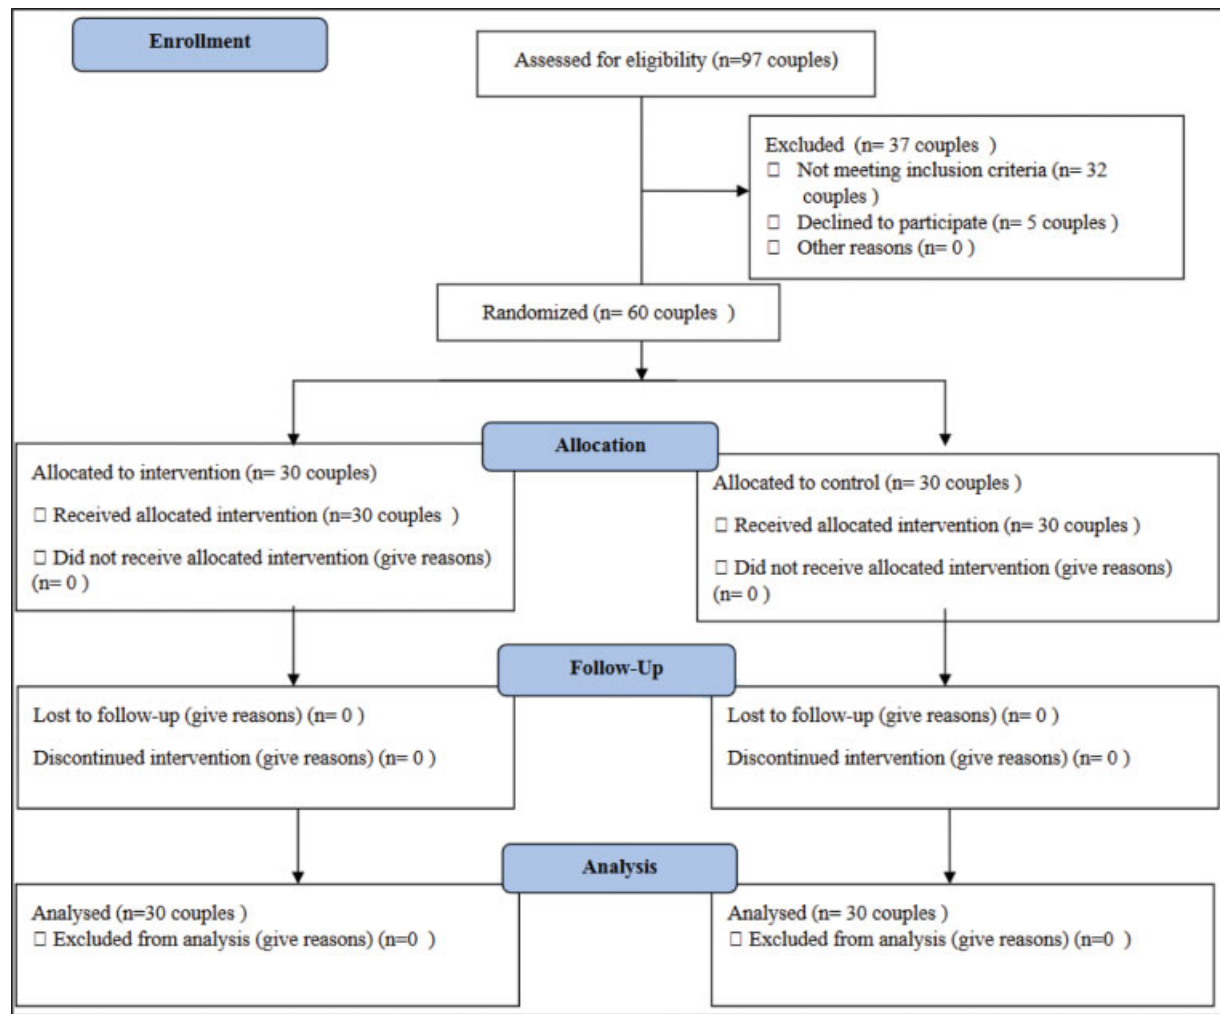 Enrollment
Assessed for eligibility (n=97 couples)
Excluded (n= 37 couples )
□ Not meeting inclusion criteria (n= 32
couples )
□ Declined to participate (n= 5 couples )
□ Other reasons (n= 0 )
Randomized (n= 60 couples )
Allocation
Allocated to intervention (n= 30 couples)
□ Received allocated intervention (n=30 couples )
□ Did not receive allocated intervention (give reasons)
(n= 0 )
Allocated to control (n= 30 couples )
□ Received allocated intervention (n= 30 couples )
□ Did not receive allocated intervention (give reasons)
(n= 0 )
Follow-Up
Lost to follow-up (give reasons) (n= 0 )
Discontinued intervention (give reasons) (n= 0 )
Lost to follow-up (give reasons) (n= 0 )
Discontinued intervention (give reasons) (n= 0 )
Analysis
Analysed (n=30 couples )
□ Excluded from analysis (give reasons) (n=0 )
Analysed (n= 30 couples )
□ Excluded from analysis (give reasons) (n=0 )